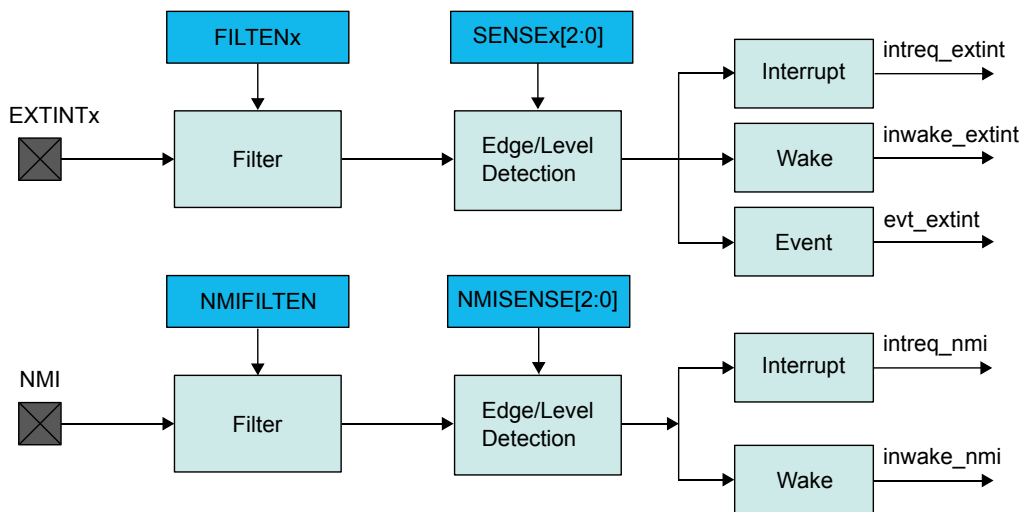 FILTENx
SENSEx[2:0]
EXTINTx
Filter
Edge/Level
Detection
Interrupt
intreq_extint
Wake
inwake_extint
Event
evt_extint
NMIFILTEN
NMISENSE[2:0]
NMI
Filter
Edge/Level
Detection
Interrupt
intreq_nmi
Wake
inwake_nmi